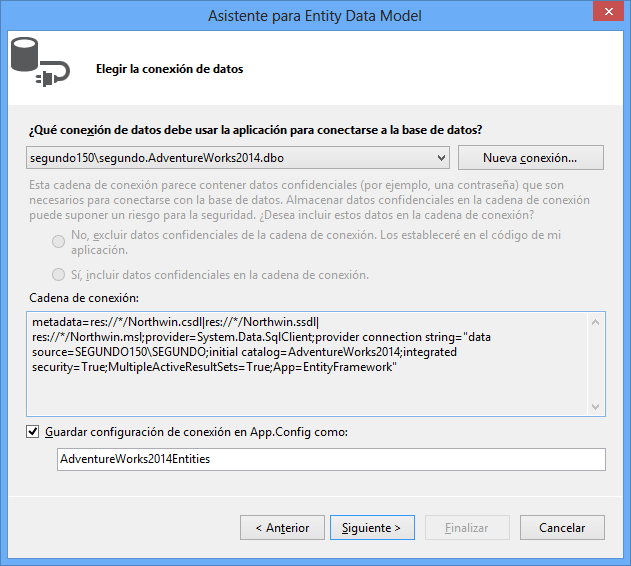 Asistente para Entity Data Model
Elegir la conexión de datos
¿Qué conexión de datos debe usar la aplicación para conectarse a la base de datos?
segundo150\segundo.AdventureWorks2014.dbo
Nueva conexión...
Esta cadena de conexión parece contener datos confidenciales (por ejemplo, una contraseña) que son
necesarios para conectarse con la base de datos. Almacenar datos confidenciales en la cadena de conexión
puede suponer un riesgo para la seguridad. ¿Desea incluir estos datos en la cadena de conexión?
No, excluir datos confidenciales de la cadena de conexión. Los estableceré en el código de mi
aplicación.
Sí, incluir datos confidenciales en la cadena de conexión.
Cadena de conexión:
metadata=res://*/Northwin.csdl|res://*/Northwin.ssdl|
res://*/Northwin.msl;provider=System.Data.SqlClient;provider connection string="data
source=SEGUNDO150\SEGUNDO;initial catalog=AdventureWorks2014;integrated
security=True;MultipleActiveResultSets=True;App=EntityFramework"
Guardar configuración de conexión en App.Config como:
AdventureWorks2014Entities
< Anterior
Siguiente >
Finalizar
Cancelar